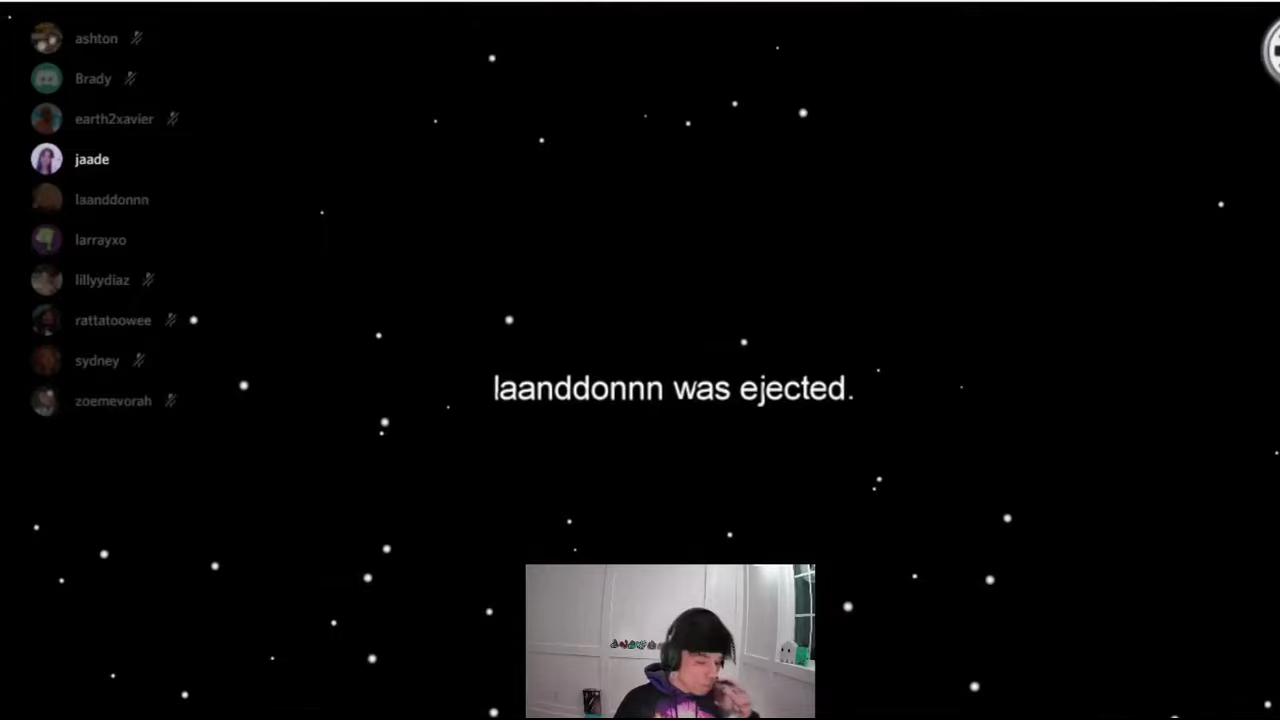 ashton
Brady
earth2xavier
jaade
laanddonnn
larrayxo
lillyydiaz
rattatoowee
sydney
zoemevorah
laanddonnn was ejected.